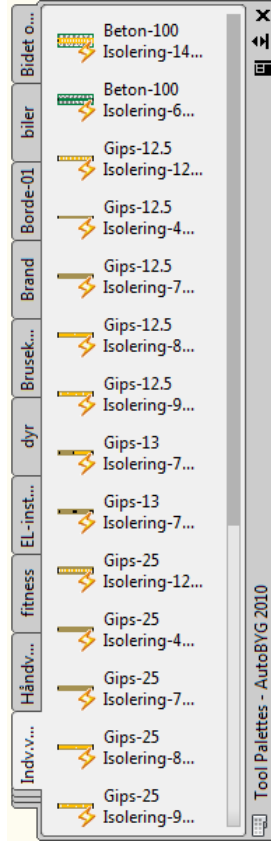 Bidet o...
biler
Borde-01
Brand
Brusek...
dyr
EL-inst...
fitness
Håndv...
Indv.v...
Beton-100
Isolering-14...
Beton-100
Isolering-6...
Gips-12.5
Isolering-12...
Gips-12.5
Isolering-4...
Gips-12.5
Isolering-7...
Gips-12.5
Isolering-8...
Gips-12.5
Isolering-9...
Gips-13
Isolering-7...
Gips-13
Isolering-7...
Gips-25
Isolering-12...
Gips-25
Isolering-4...
Gips-25
Isolering-7...
Gips-25
Isolering-8...
Gips-25
Isolering-9...
Tool Palettes - AutoBYG 2010